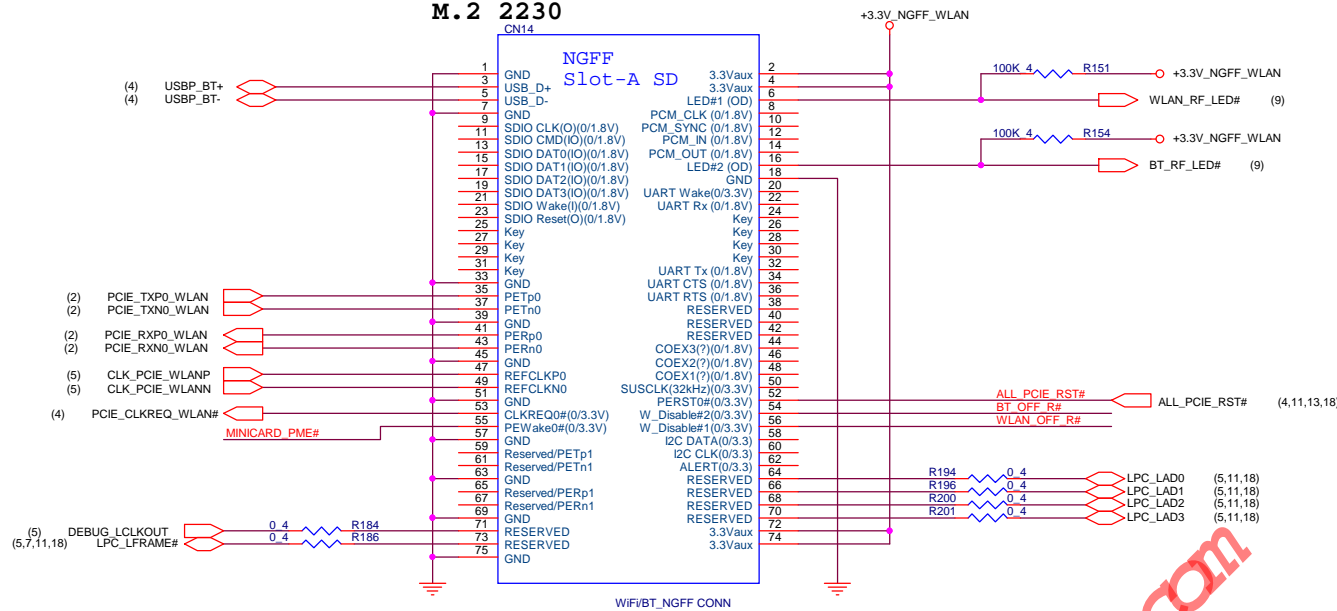 M.2 2230
CN14
+3.3V_NGFF_WLAN
NGFF
Slot-A SD
1 GND
3 USB_D+
5 USB_D-
7 GND
9 SDIO CLK(O)(0/1.8V)
11 SDIO CMD(IO)(0/1.8V)
13 SDIO DAT0(IO)(0/1.8V)
15 SDIO DAT1(IO)(0/1.8V)
17 SDIO DAT2(IO)(0/1.8V)
19 SDIO DAT3(IO)(0/1.8V)
21 SDIO Wake(I)(0/1.8V)
23 SDIO Reset(O)(0/1.8V)
25 Key
27 Key
29 Key
31 Key
33 GND
35 PETp0
37 PETn0
39 GND
41 PERp0
43 PERn0
45 GND
47 REFCLKP0
49 REFCLKN0
51 GND
53 CLKREQ0#(0/3.3V)
55 PEWake0#(0/3.3V)
57 GND
59 Reserved/PETp1
61 Reserved/PETn1
63 GND
65 Reserved/PERp1
67 Reserved/PERn1
69 GND
71 RESERVED
73 RESERVED
75 GND
3.3Vaux 2
3.3Vaux 4
LED#1 (OD) 6
PCM_CLK (0/1.8V) 8
PCM_SYNC (0/1.8V) 10
PCM_IN (0/1.8V) 12
PCM_OUT (0/1.8V) 14
LED#2 (OD) 16
GND 18
UART Wake(0/3.3V) 20
UART Rx (0/1.8V) 22
Key 24
Key 26
Key 28
Key 30
UART Tx (0/1.8V) 32
UART CTS (0/1.8V) 34
UART RTS (0/1.8V) 36
RESERVED 38
RESERVED 40
RESERVED 42
COEX3(?)(0/1.8V) 44
COEX2(?)(0/1.8V) 46
COEX1(?)(0/1.8V) 48
SUSCLK(32kHz)(0/3.3V) 50
PERST0#(0/3.3V) 52
W_Disable#2(0/3.3V) 54
W_Disable#1(0/3.3V) 56
I2C DATA(0/3.3) 58
I2C CLK(0/3.3) 60
ALERT(0/3.3) 62
RESERVED 64
RESERVED 66
RESERVED 68
RESERVED 70
3.3Vaux 72
3.3Vaux 74
(4) USBP_BT+
(4) USBP_BT-
(2) PCIE_TXP0_WLAN
(2) PCIE_TXN0_WLAN
(2) PCIE_RXP0_WLAN
(2) PCIE_RXN0_WLAN
(5) CLK_PCIE_WLANP
(5) CLK_PCIE_WLANN
(4) PCIE_CLKREQ_WLAN#
MINICARD_PME#
(5) DEBUG_LCLKOUT 0_4 R184
(5,7,11,18) LPC_LFRAME# 0_4 R186
100K_4 R151 +3.3V_NGFF_WLAN
WLAN_RF_LED# (9)
100K_4 R154 +3.3V_NGFF_WLAN
BT_RF_LED# (9)
ALL_PCIE_RST# ALL_PCIE_RST# (4,11,13,18)
BT_OFF_R#
WLAN_OFF_R#
R194 0_4 LPC_LAD0 (5,11,18)
R196 0_4 LPC_LAD1 (5,11,18)
R200 0_4 LPC_LAD2 (5,11,18)
R201 0_4 LPC_LAD3 (5,11,18)
WiFi/BT_NGFF CONN
com